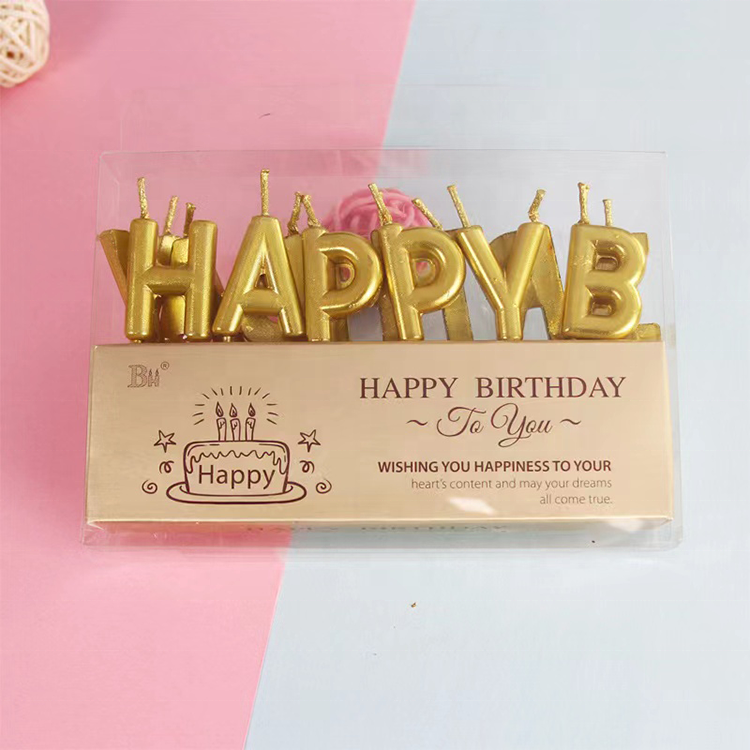 HAPPY B
BH®
HAPPY BIRTHDAY
~ To You ~
Happy
WISHING YOU HAPPINESS TO YOUR
heart's content and may your dreams
all come true.